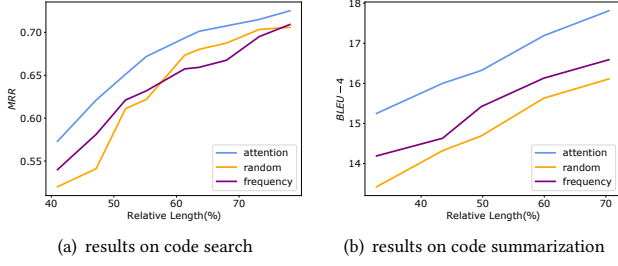 0.70
0.65
0.60
0.55
MRR
40
50
60
70
Relative Length(%)
attention
random
frequency
(a) results on code search
18
17
16
15
14
BLEU−4
40
50
60
70
Relative Length(%)
attention
random
frequency
(b) results on code summarization